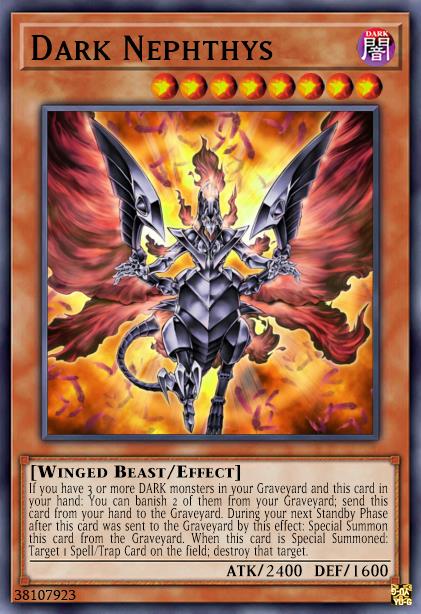 Dark Nephthys
DARK
闇
[Winged Beast/Effect]
If you have 3 or more DARK monsters in your Graveyard and this card in
your hand: You can banish 2 of them from your Graveyard; send this
card from your hand to the Graveyard. During your next Standby Phase
after this card was sent to the Graveyard by this effect: Special Summon
this card from the Graveyard. When this card is Special Summoned:
Target 1 Spell/Trap Card on the field; destroy that target.
ATK/2400 DEF/1600
38107923